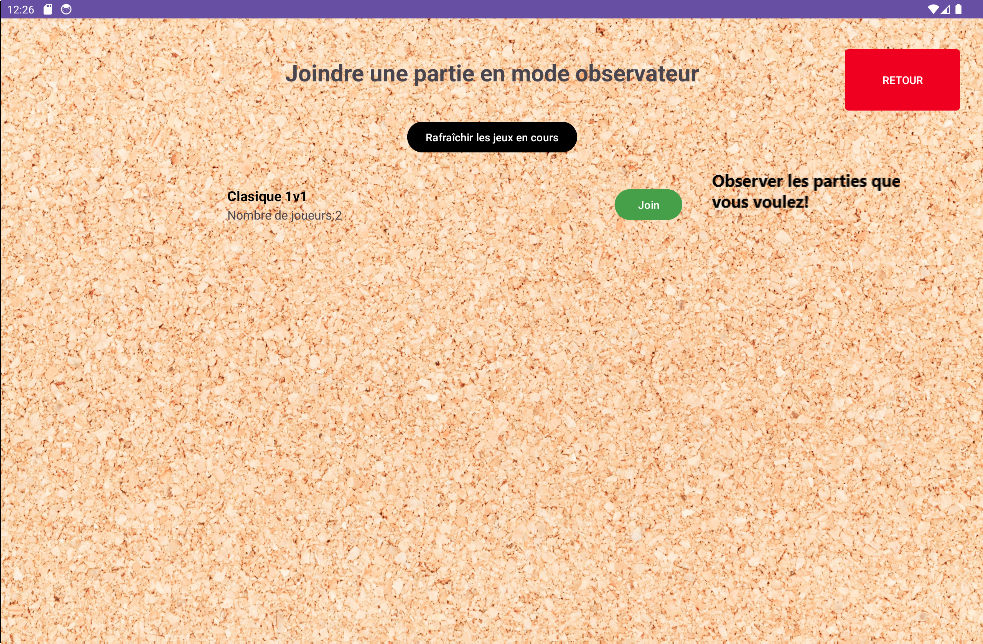 12:26
Joindre une partie en mode observateur
RETOUR
Rafraîchir les jeux en cours
Clasique 1v1
Nombre de joueurs:2
Join
Observer les parties que
vous voulez!